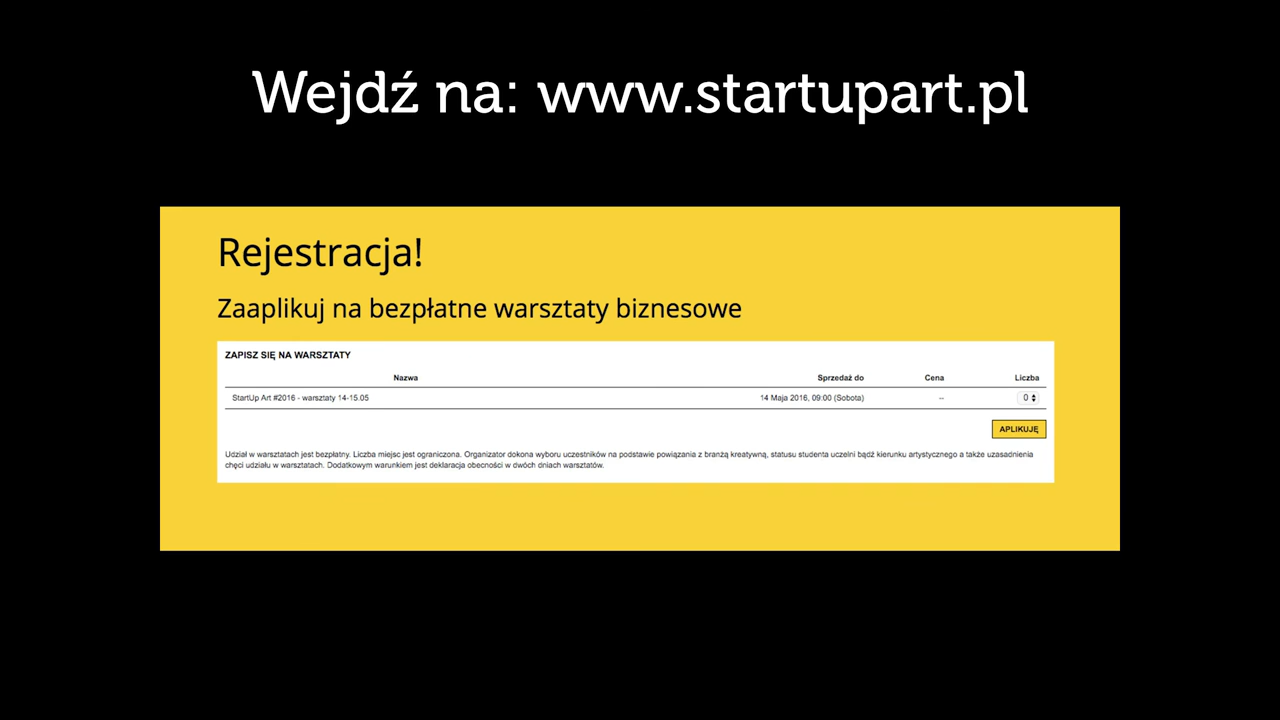 Wejdź na: www.startupart.pl
Rejestracja!
Zaaplikuj na bezpłatne warsztaty biznesowe
ZAPISZ SIĘ NA WARSZTATY
Nazwa Sprzedaż do Cena Liczba
StartUp Art #2016 - warsztaty 14-15.05 14 Maja 2016, 09:00 (Sobota) -- 0
APLIKUJĘ
Udział w warsztatach jest bezpłatny. Liczba miejsc jest ograniczona. Organizator dokona wyboru uczestników na podstawie powiązania z branżą kreatywną, statusu studenta uczelni bądź kierunku artystycznego a także uzasadnienia
chęci udziału w warsztatach. Dodatkowym warunkiem jest deklaracja obecności w dwóch dniach warsztatów.